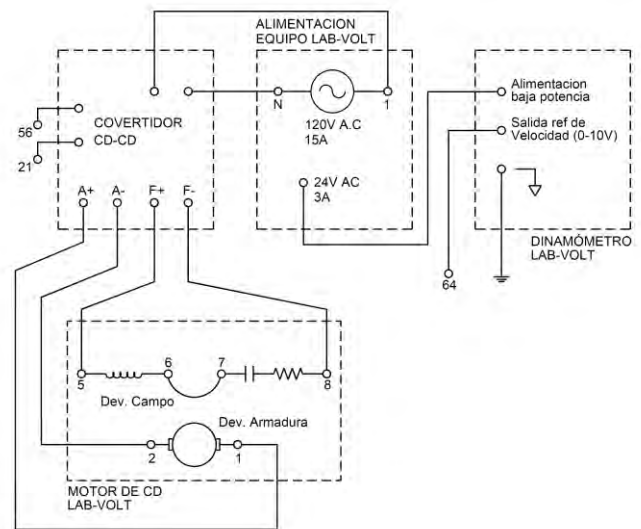 ALIMENTACION
EQUIPO LAB-VOLT
N
1
120V A.C
15A
24V AC
3A
COVERTIDOR
CD-CD
56
21
A+ A- F+ F-
Alimentacion
baja potencia
Salida ref de
Velocidad (0-10V)
DINAMÓMETRO
LAB-VOLT
64
5
6
7
8
Dev. Campo
Dev. Armadura
2
1
MOTOR DE CD
LAB-VOLT